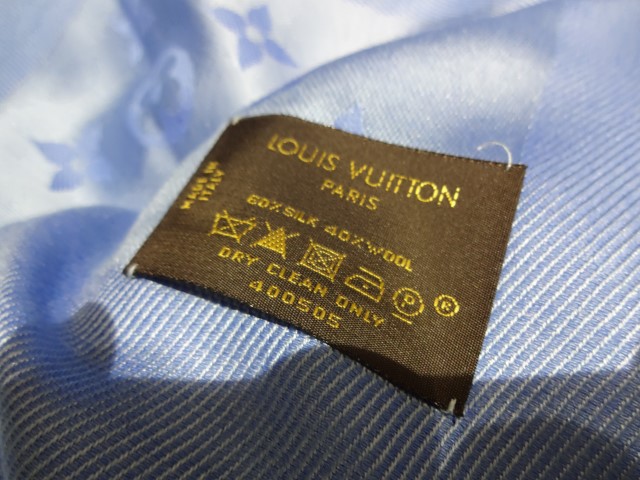 LOUIS VUITTON
PARIS
60% SILK 40% WOOL
P ®
DRY CLEAN ONLY
400505
MADE IN
ITALY